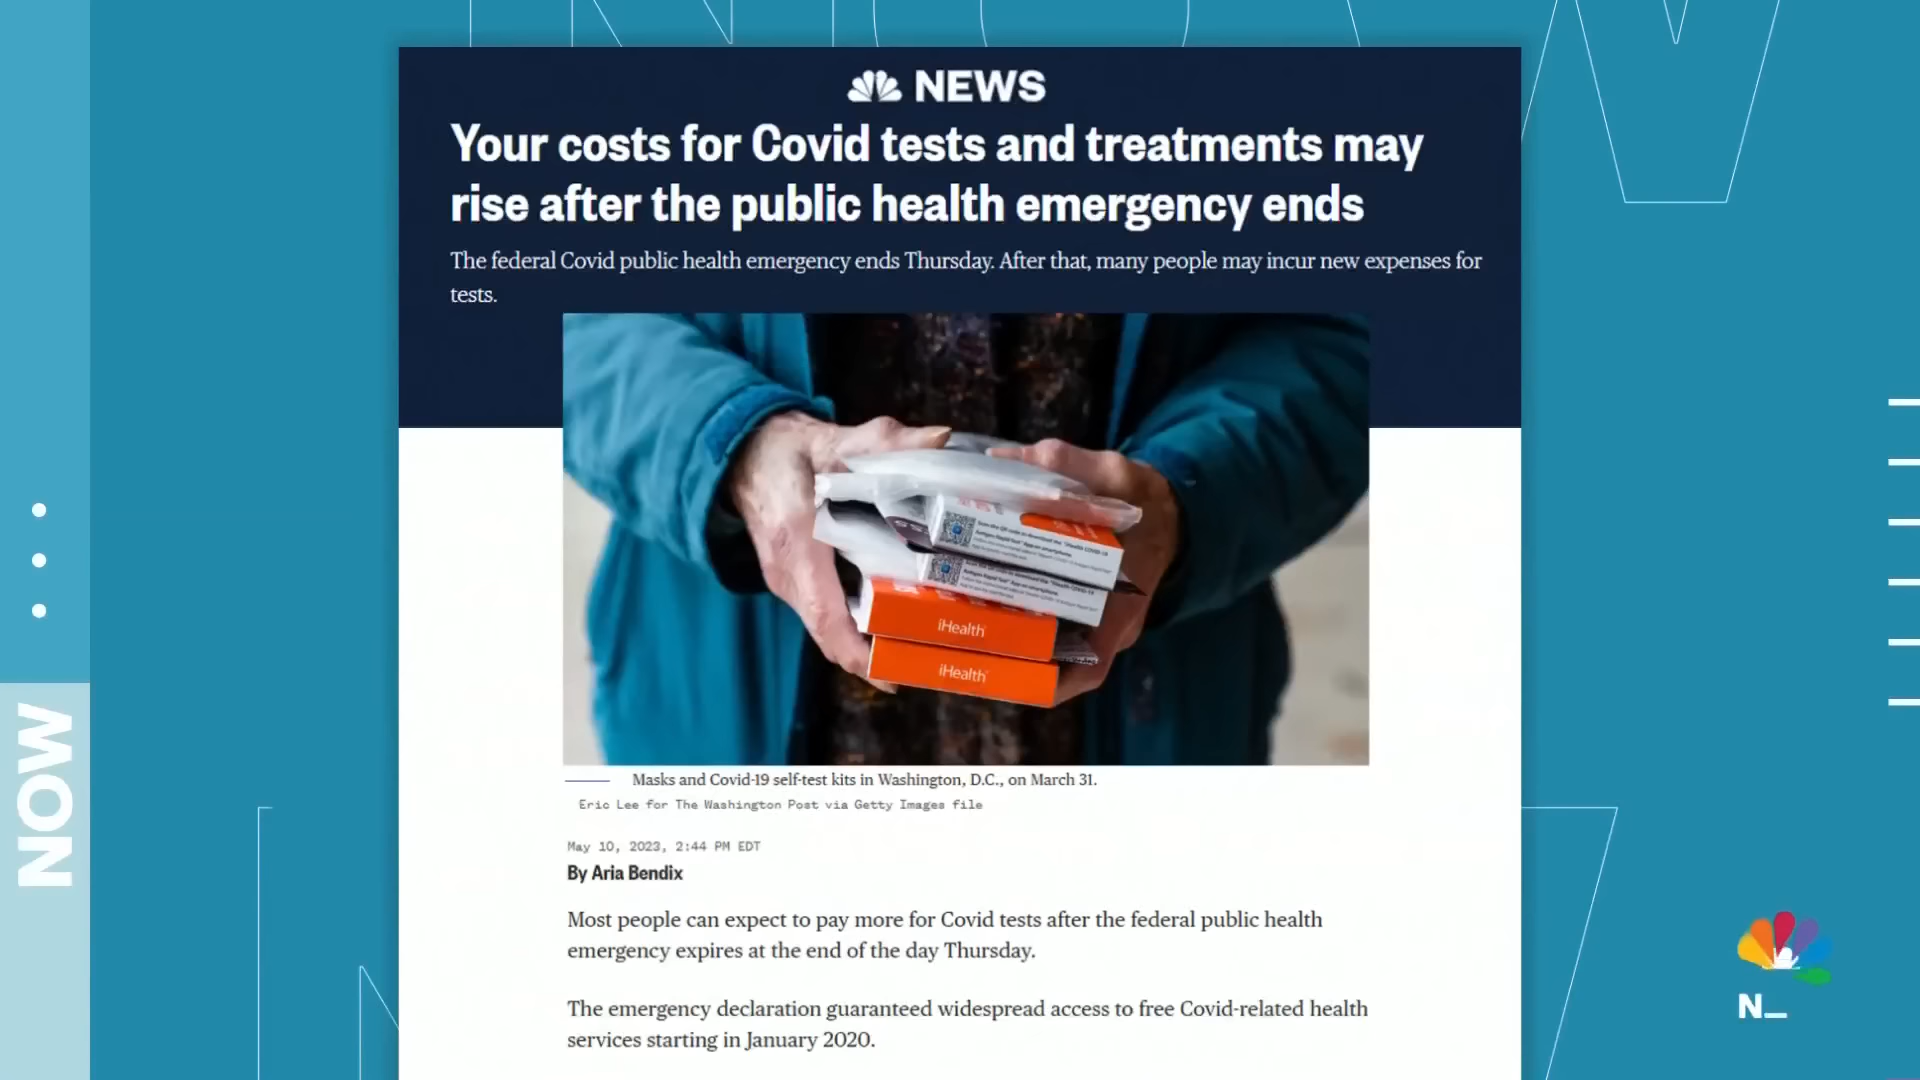 NEWS
Your costs for Covid tests and treatments may
rise after the public health emergency ends
The federal Covid public health emergency ends Thursday. After that, many people may incur new expenses for
tests.
iHealth
iHealth
Masks and Covid-19 self-test kits in Washington, D.C., on March 31.
Eric Lee for The Washington Post via Getty Images file
May 10, 2023, 2:44 PM EDT
By Aria Bendix
Most people can expect to pay more for Covid tests after the federal public health
emergency expires at the end of the day Thursday.
The emergency declaration guaranteed widespread access to free Covid-related health
services starting in January 2020.
NOW
N_